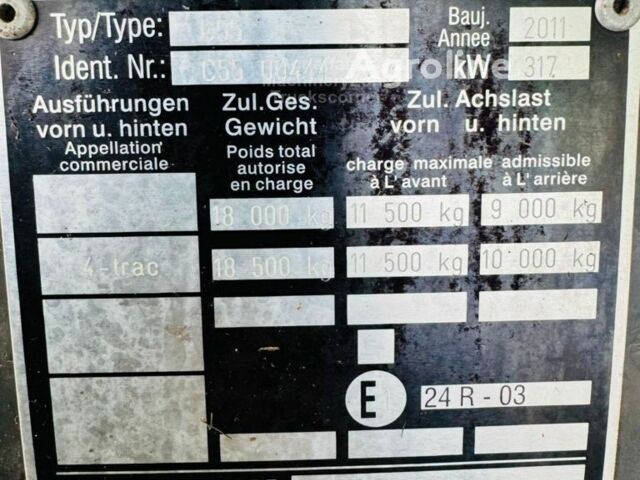 Typ/Type: C55 Bauj. Annee 2011
Ident. Nr.: C55 00444 kW 317
Ausführungen vorn u. hinten
Appellation commerciale
Zul.Ges. Gewicht
Poids total autorise en charge
Zul. Achslast vorn u. hinten
charge maximale admissible
à L'avant à L'arrière
18 000 kg 11 500 kg 9 000 kg
4-trac 18 500 kg 11 500 kg 10 000 kg
E 24 R - 03